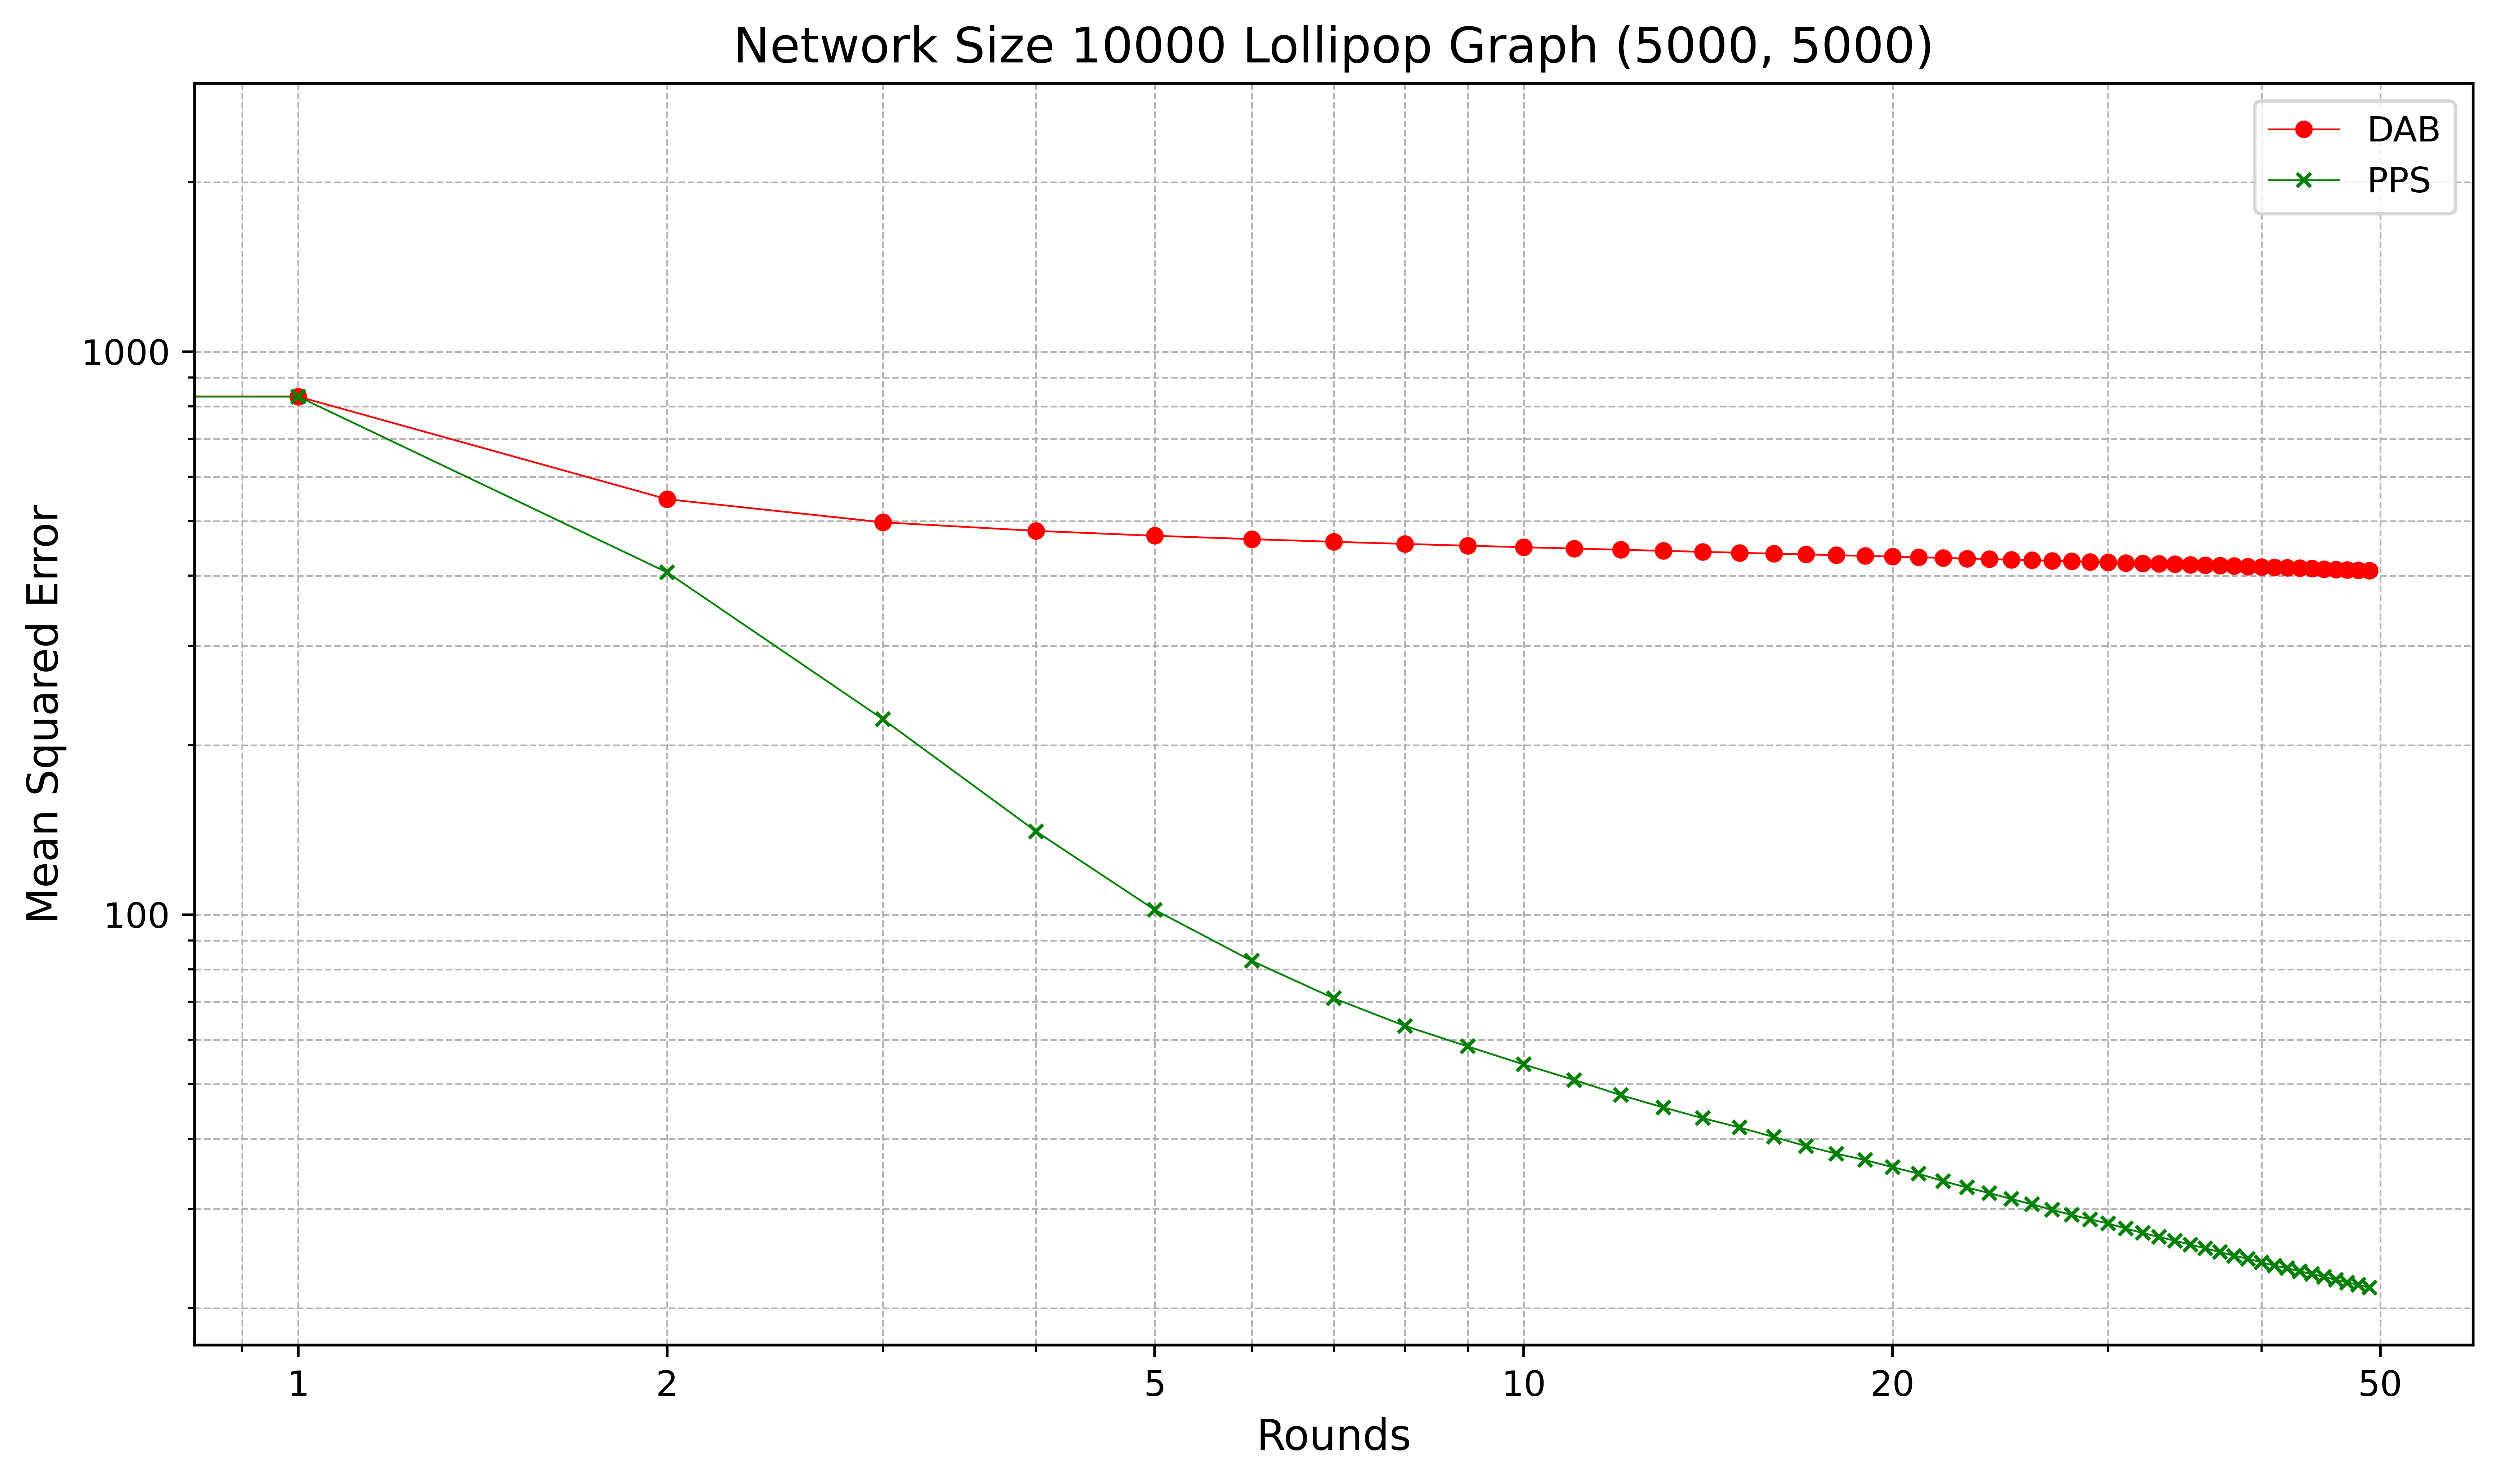 Network Size 10000 Lollipop Graph (5000, 5000)
DAB
PPS
Mean Squared Error
1000
100
1 2 5 10 20 50
Rounds